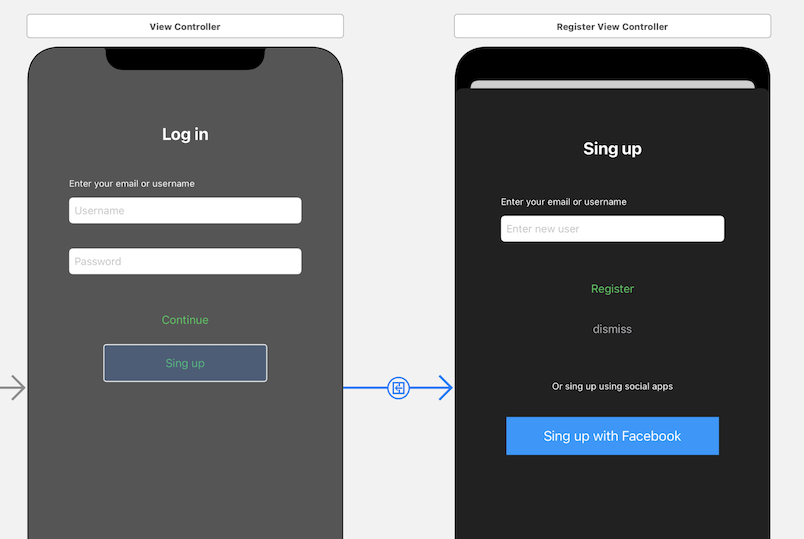 View Controller
Log in
Enter your email or username
Username
Password
Continue
Sing up
Register View Controller
Sing up
Enter your email or username
Enter new user
Register
dismiss
Or sing up using social apps
Sing up with Facebook